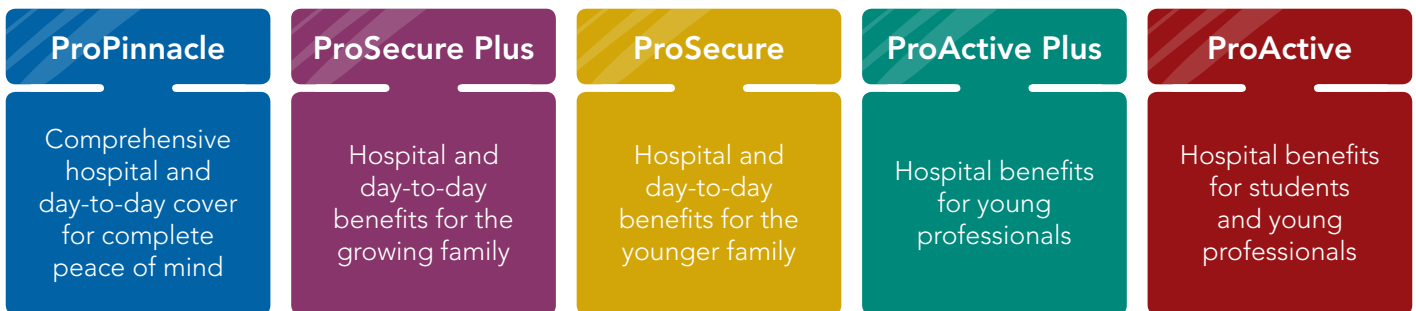 ProPinnacle
Comprehensive
hospital and
day-to-day cover
for complete
peace of mind
ProSecure Plus
Hospital and
day-to-day
benefits for the
growing family
ProSecure
Hospital and
day-to-day
benefits for the
younger family
ProActive Plus
Hospital benefits
for young
professionals
ProActive
Hospital benefits
for students
and young
professionals